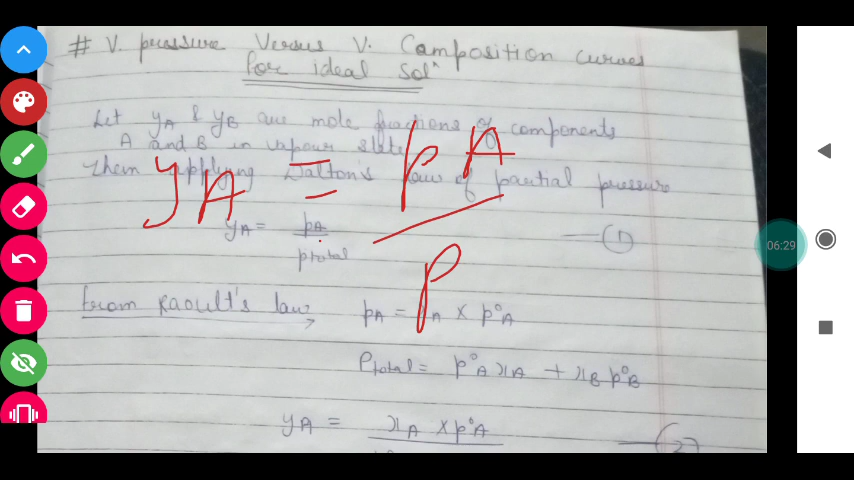 # V. pressure Versus V. Composition curves
for ideal Solⁿ
Let yA & yB are mole fractions of components
A and B in vapour state
Then applying Dalton's law of partial pressure
yA = pA / P
yA = pA / ptotal —(1)
from Raoult's law pA = xA × p°A
Ptotal = p°A xA + xB p°B
yA = xA × p°A —(2)
06:29